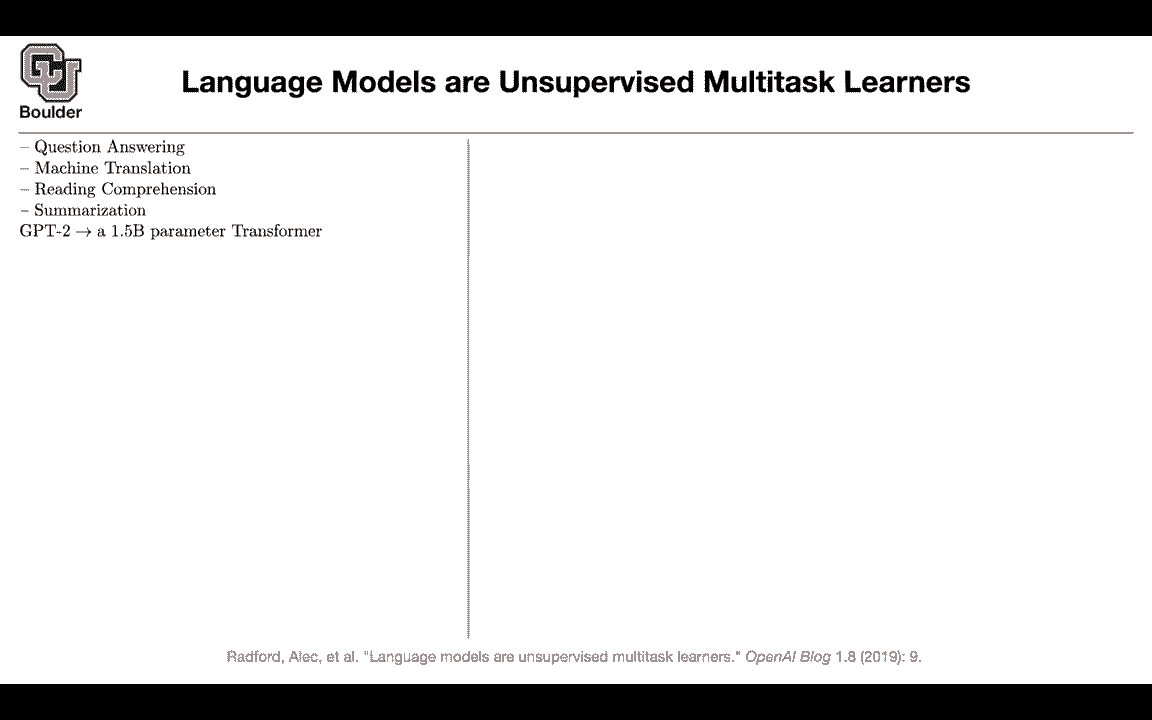 CU
Boulder
Language Models are Unsupervised Multitask Learners
– Question Answering
– Machine Translation
– Reading Comprehension
– Summarization
GPT-2 → a 1.5B parameter Transformer
Radford, Alec, et al. "Language models are unsupervised multitask learners." OpenAI Blog 1.8 (2019): 9.